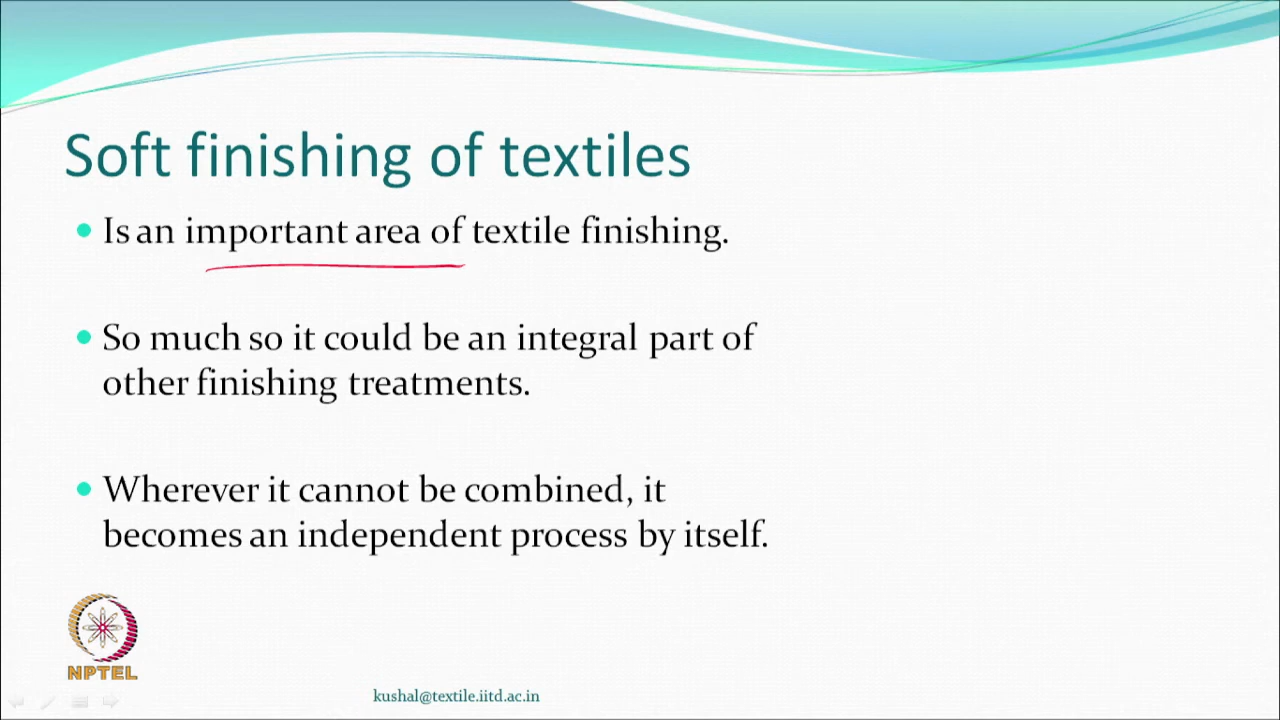 Soft finishing of textiles
Is an important area of textile finishing.
So much so it could be an integral part of
other finishing treatments.
Wherever it cannot be combined, it
becomes an independent process by itself.
NPTEL
kushal@textile.iitd.ac.in